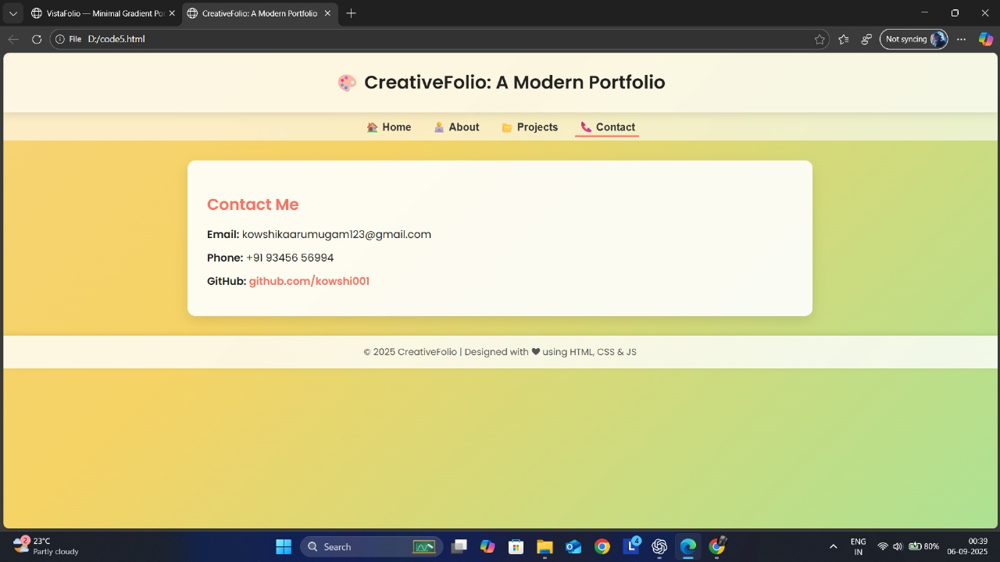 VistaFolio — Minimal Gradient Po
CreativeFolio: A Modern Portfolio
File D:/code5.html
Not syncing
CreativeFolio: A Modern Portfolio
Home About Projects Contact
Contact Me
Email: kowshikaarumugam123@gmail.com
Phone: +91 93456 56994
GitHub: github.com/kowshi001
© 2025 CreativeFolio | Designed with ♥ using HTML, CSS & JS
2
23°C
Partly cloudy
Search
L
4
ENG
IN
80%
00:39
06-09-2025